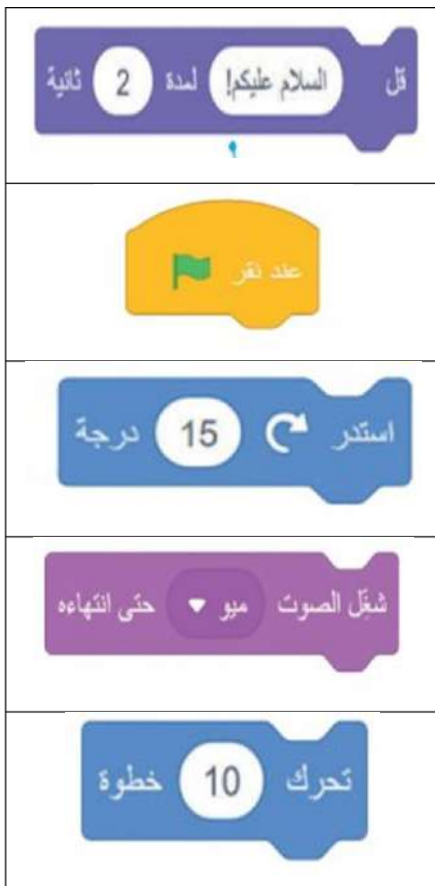 قل السلام عليكم! لمدة 2 ثانية
عند نقر
استدر 15 درجة
شغّل الصوت ميو حتى انتهاءه
تحرك 10 خطوة